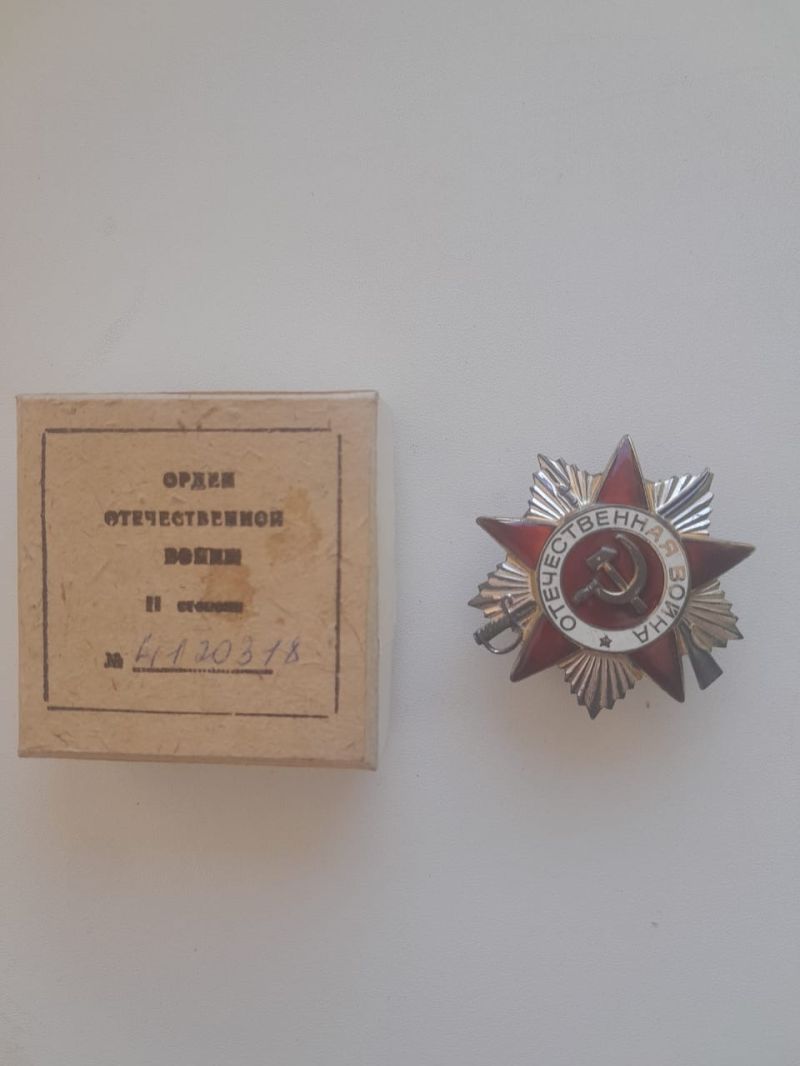 ОРДЕН
ОТЕЧЕСТВЕННОЙ
ВОЙНЫ
II степени
№ 4120318
ОТЕЧЕСТВЕННАЯ ВОЙНА